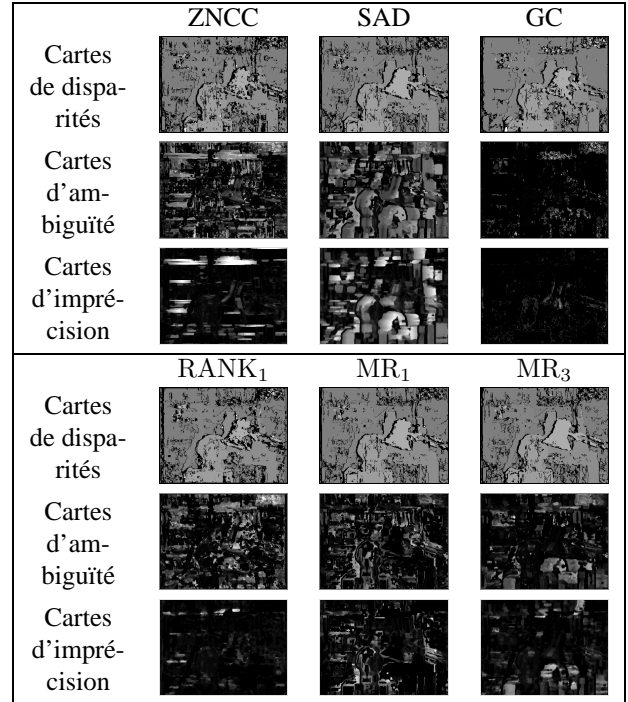 ZNCC SAD GC
Cartes
de dispa-
rités
Cartes
d'am-
biguïté
Cartes
d'impré-
cision
RANK₁ MR₁ MR₃
Cartes
de dispa-
rités
Cartes
d'am-
biguïté
Cartes
d'impré-
cision